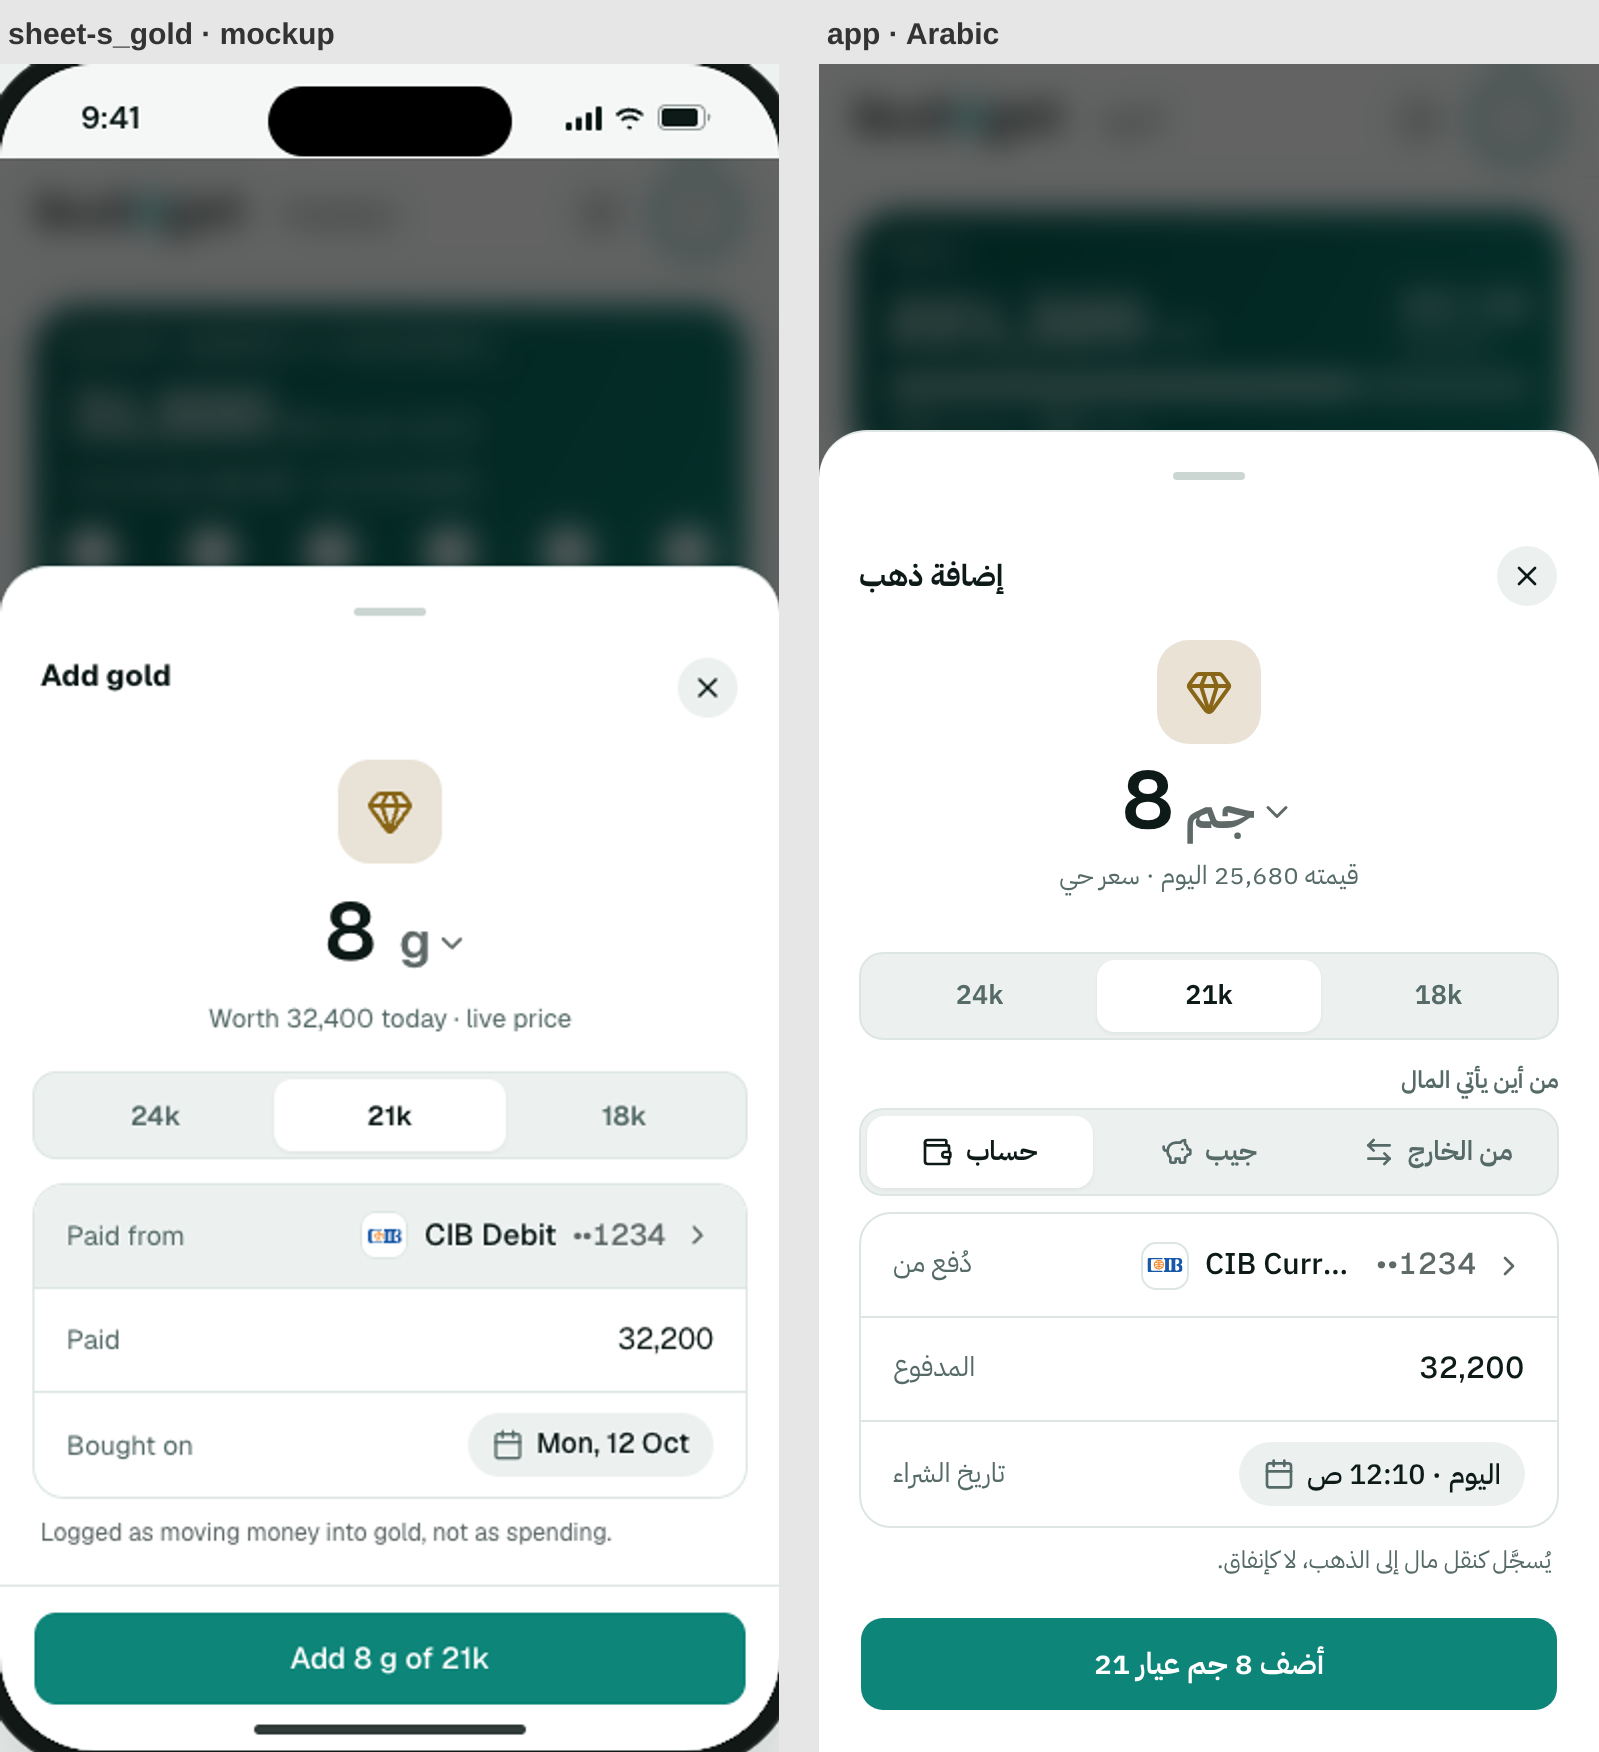 sheet-s_gold · mockup
9:41
Add gold
8 g
Worth 32,400 today · live price
24k 21k 18k
Paid from CIB CIB Debit ••1234
Paid 32,200
Bought on Mon, 12 Oct
Logged as moving money into gold, not as spending.
Add 8 g of 21k
app · Arabic
إضافة ذهب
8 جم
قيمته 25,680 اليوم · سعر حي
24k 21k 18k
من أين يأتي المال
حساب جيب من الخارج
دُفع من CIB CIB Curr... ••1234
المدفوع 32,200
تاريخ الشراء اليوم · 12:10 ص
يُسجَّل كنقل مال إلى الذهب، لا كإنفاق.
أضف 8 جم عيار 21